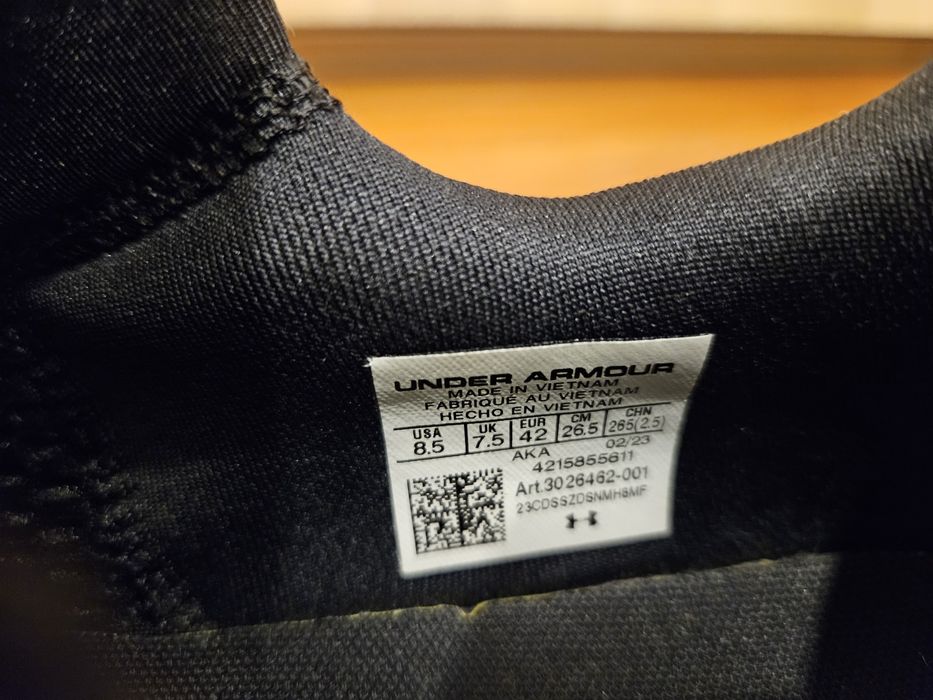 UNDER ARMOUR
MADE IN VIETNAM
FABRIQUÉ AU VIETNAM
HECHO EN VIETNAM
USA UK EUR CM CHN
8.5 7.5 42 26.5 265(2.5)
AKA 02/23
4215855611
Art.3026462-001
23CDSSZDSNMHSMF